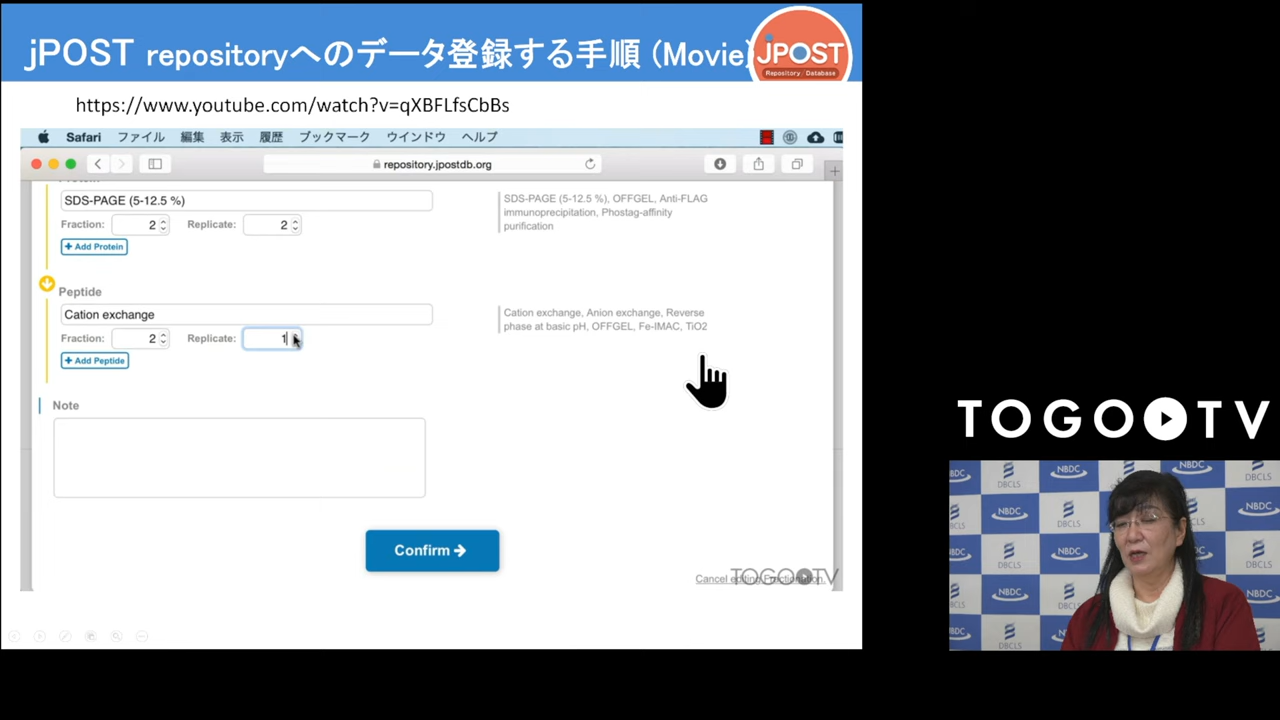 jPOST repositoryへのデータ登録する手順 (Movie)
jPOST
Repository Database
https://www.youtube.com/watch?v=qXBFLfsCbBs
Safari ファイル 編集 表示 履歴 ブックマーク ウインドウ ヘルプ
repository.jpostdb.org
SDS-PAGE (5-12.5 %)
SDS-PAGE (5-12.5 %), OFFGEL, Anti-FLAG
immunoprecipitation, Phostag-affinity
purification
Fraction: 2 Replicate: 2
+ Add Protein
Peptide
Cation exchange
Cation exchange, Anion exchange, Reverse
phase at basic pH, OFFGEL, Fe-IMAC, TiO2
Fraction: 2 Replicate: 1
+ Add Peptide
Note
Confirm
Cancel editing Fractionation
TOGOTV
TOGO TV
NBDC
DBCLS